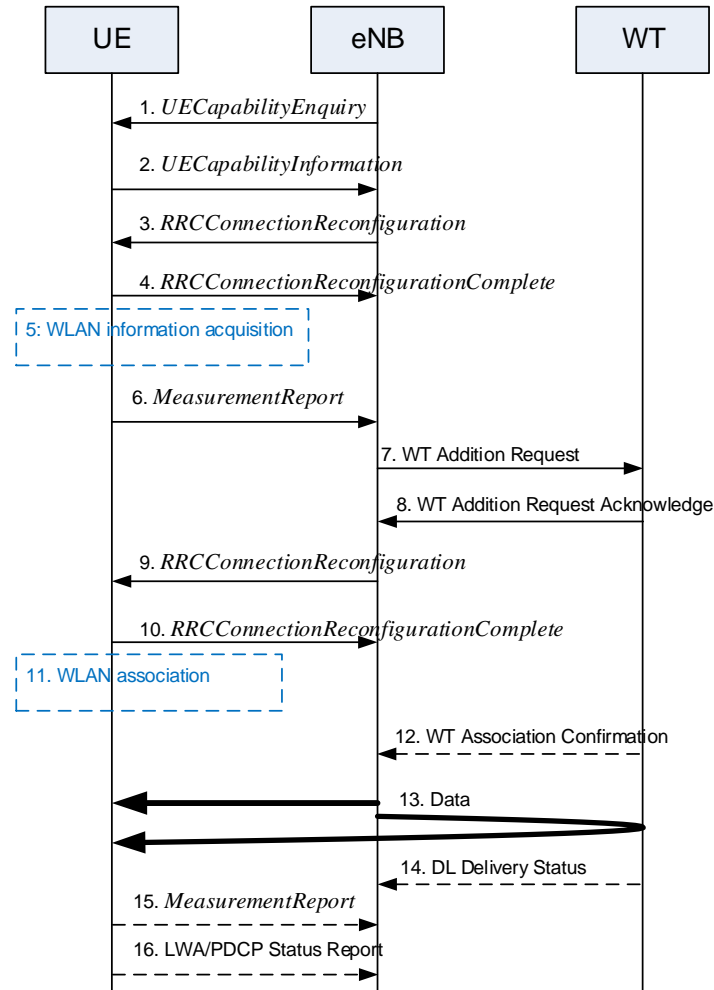 UE
eNB
WT
1. UECapabilityEnquiry
2. UECapabilityInformation
3. RRCConnectionReconfiguration
4. RRCConnectionReconfigurationComplete
5: WLAN information acquisition
6. MeasurementReport
7. WT Addition Request
8. WT Addition Request Acknowledge
9. RRCConnectionReconfiguration
10. RRCConnectionReconfigurationComplete
11. WLAN association
12. WT Association Confirmation
13. Data
14. DL Delivery Status
15. MeasurementReport
16. LWA/PDCP Status Report